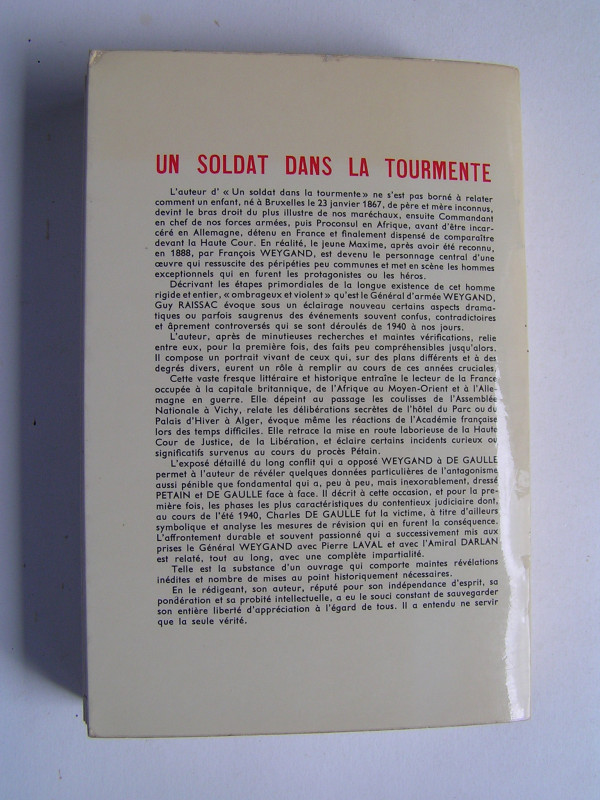 UN SOLDAT DANS LA TOURMENTE
L'auteur d' « Un soldat dans la tourmente » ne s'est pas borné à relater
comment un enfant, né à Bruxelles le 23 janvier 1867, de père et mère inconnus,
devint le bras droit du plus illustre de nos maréchaux, ensuite Commandant
en chef de nos forces armées, puis Proconsul en Afrique, avant d'être incar-
céré en Allemagne, détenu en France et finalement dispensé de comparaître
devant la Haute Cour. En réalité, le jeune Maxime, après avoir été reconnu,
en 1888, par François WEYGAND, est devenu le personnage central d'une
œuvre qui ressuscite des péripéties peu communes et met en scène les hommes
exceptionnels qui en furent les protagonistes ou les héros.
Décrivant les étapes primordiales de la longue existence de cet homme
rigide et entier, « ombrageux et violent » qu'est le Général d'armée WEYGAND,
Guy RAISSAC évoque sous un éclairage nouveau certains aspects drama-
tiques ou parfois saugrenus des événements souvent confus, contradictoires
et âprement controversés qui se sont déroulés de 1940 à nos jours.
L'auteur, après de minutieuses recherches et maintes vérifications, relie
entre eux, pour la première fois, des faits peu compréhensibles jusqu'alors.
Il compose un portrait vivant de ceux qui, sur des plans différents et à des
degrés divers, eurent un rôle à remplir au cours de ces années cruciales.
Cette vaste fresque littéraire et historique entraîne le lecteur de la France
occupée à la capitale britannique, de l'Afrique au Moyen-Orient et à l'Alle-
magne en guerre. Elle dépeint au passage les coulisses de l'Assemblée
Nationale à Vichy, relate les délibérations secrètes de l'hôtel du Parc ou du
Palais d'Hiver à Alger, évoque même les réactions de l'Académie française
lors des temps difficiles. Elle retrace la mise en route laborieuse de la Haute
Cour de Justice, de la Libération, et éclaire certains incidents curieux ou
significatifs survenus au cours du procès Pétain.
L'exposé détaillé du long conflit qui a opposé WEYGAND à DE GAULLE
permet à l'auteur de révéler quelques données particulières de l'antagonisme
aussi pénible que fondamental qui a, peu à peu, mais inexorablement, dressé
PETAIN et DE GAULLE face à face. Il décrit à cette occasion, et pour la pre-
mière fois, les phases les plus caractéristiques du contentieux judiciaire dont,
au cours de l'été 1940, Charles DE GAULLE fut la victime, à titre d'ailleurs
symbolique et analyse les mesures de révision qui en furent la conséquence.
L'affrontement durable et souvent passionné qui a successivement mis aux
prises le Général WEYGAND avec Pierre LAVAL et avec l'Amiral DARLAN
est relaté, tout au long, avec une complète impartialité.
Telle est la substance d'un ouvrage qui comporte maintes révélations
inédites et nombre de mises au point historiquement nécessaires.
En le rédigeant, son auteur, réputé pour son indépendance d'esprit, sa
pondération et sa probité intellectuelle, a eu le souci constant de sauvegarder
son entière liberté d'appréciation à l'égard de tous. Il a entendu ne servir
que la seule vérité.